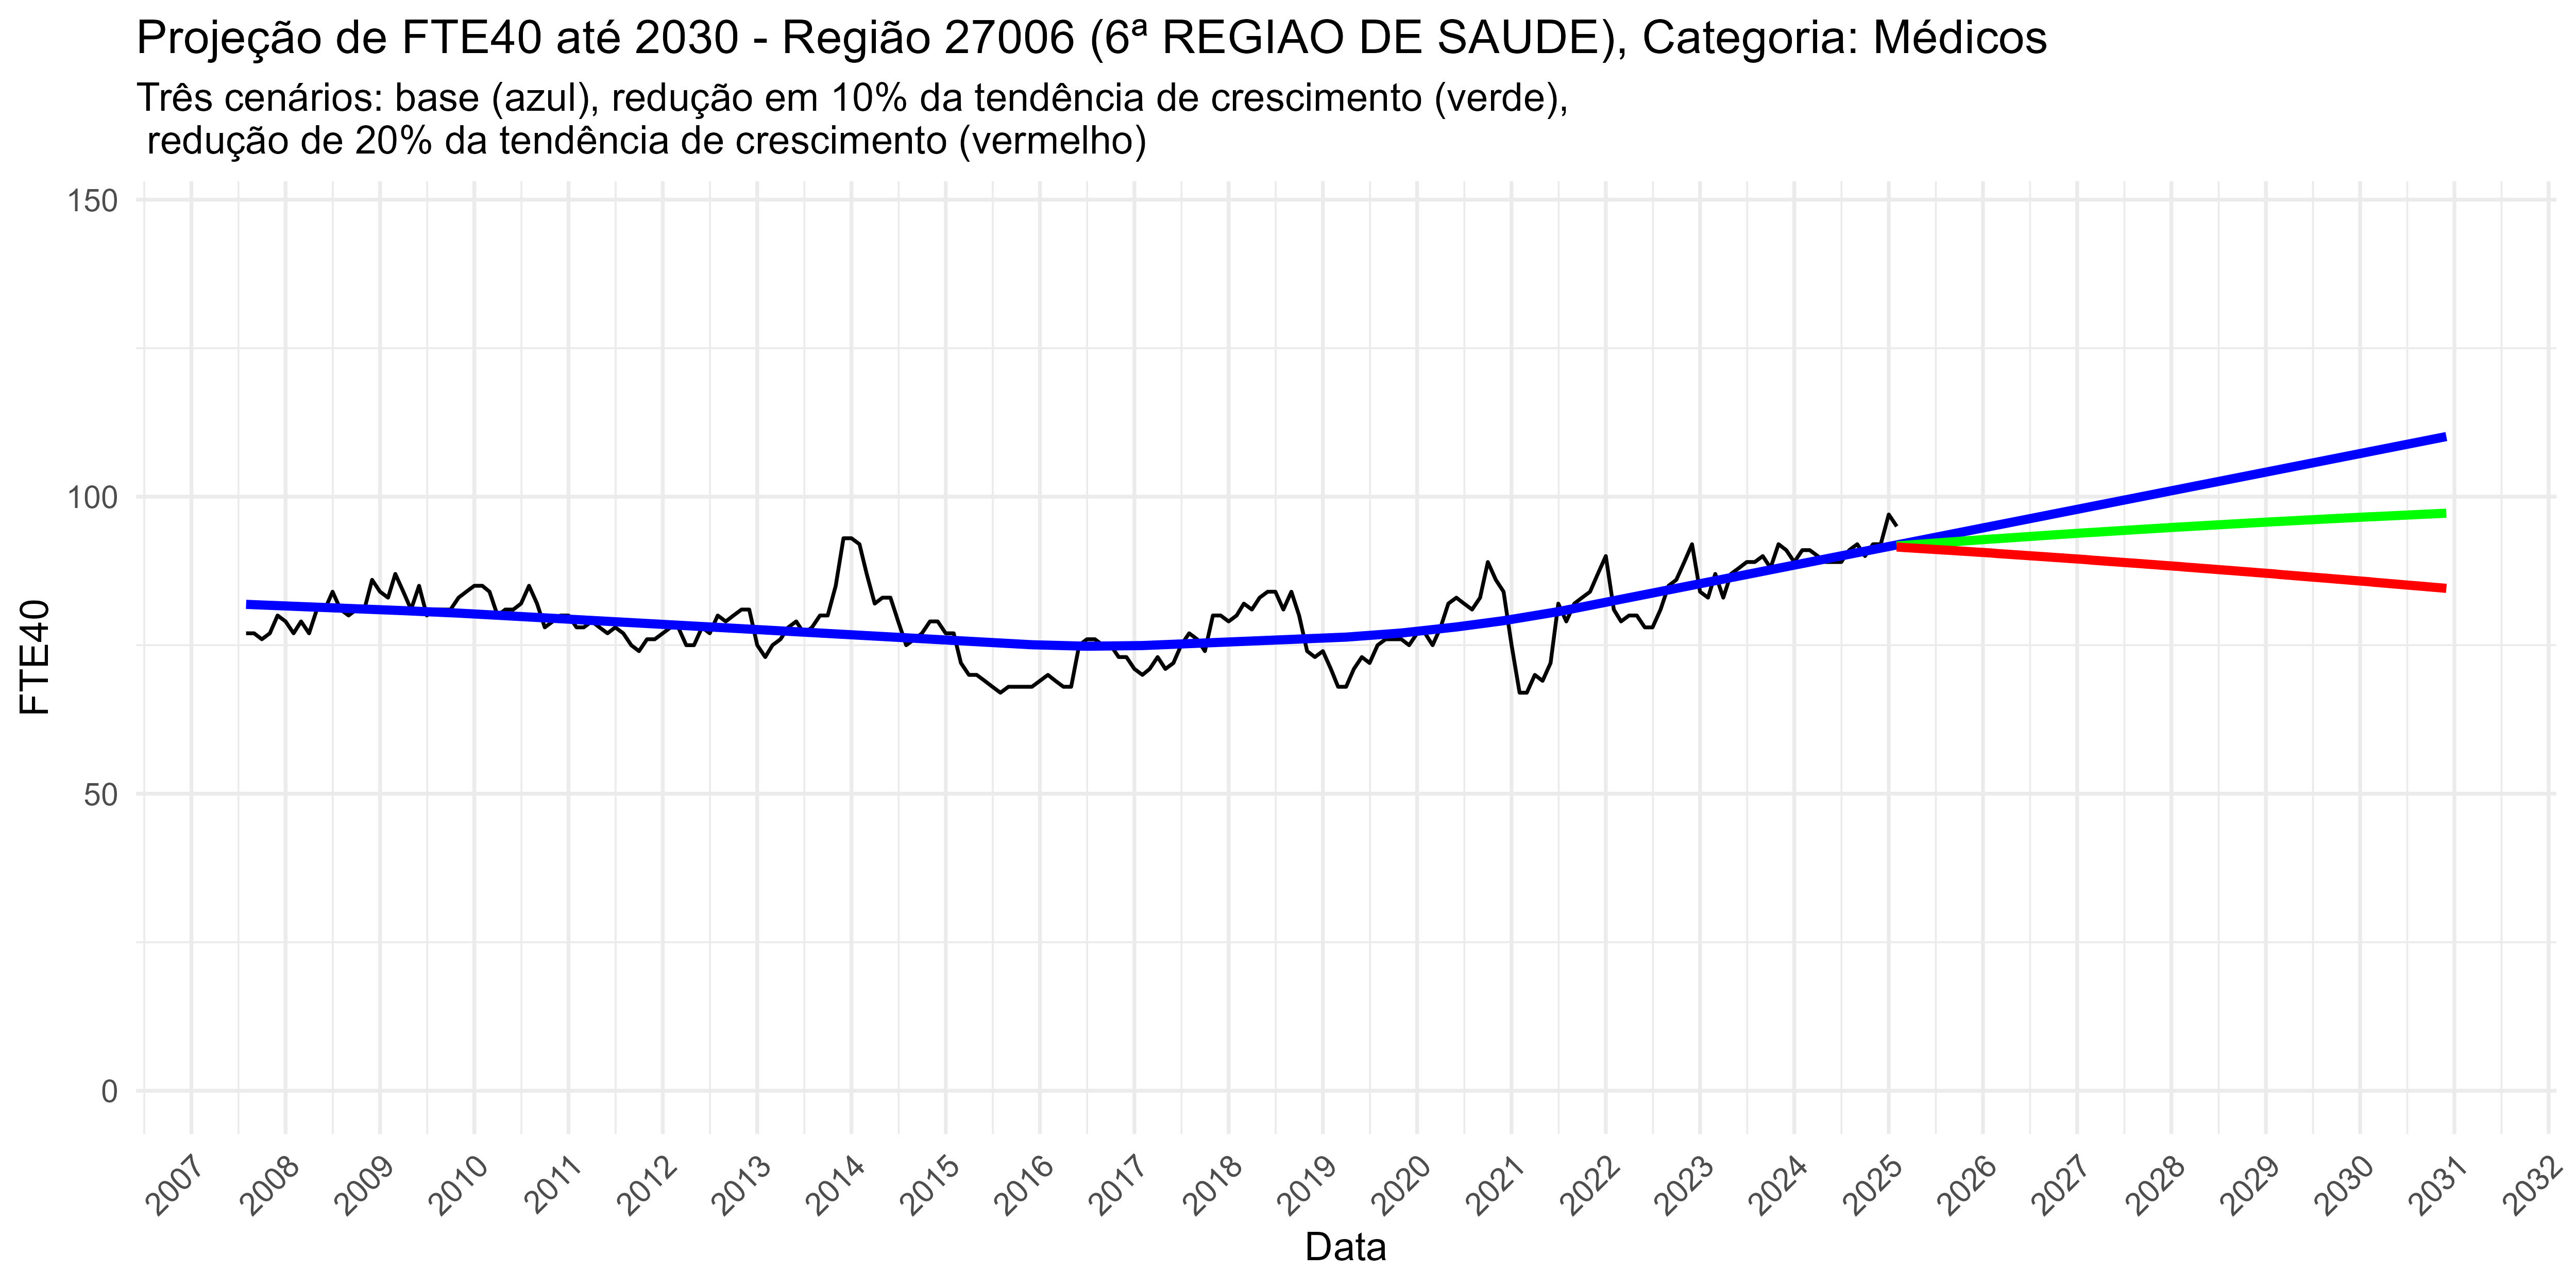 Projeção de FTE40 até 2030 - Região 27006 (6ª REGIAO DE SAUDE), Categoria: Médicos
Três cenários: base (azul), redução em 10% da tendência de crescimento (verde),
redução de 20% da tendência de crescimento (vermelho)
150
100
50
0
FTE40
2007 2008 2009 2010 2011 2012 2013 2014 2015 2016 2017 2018 2019 2020 2021 2022 2023 2024 2025 2026 2027 2028 2029 2030 2031 2032
Data